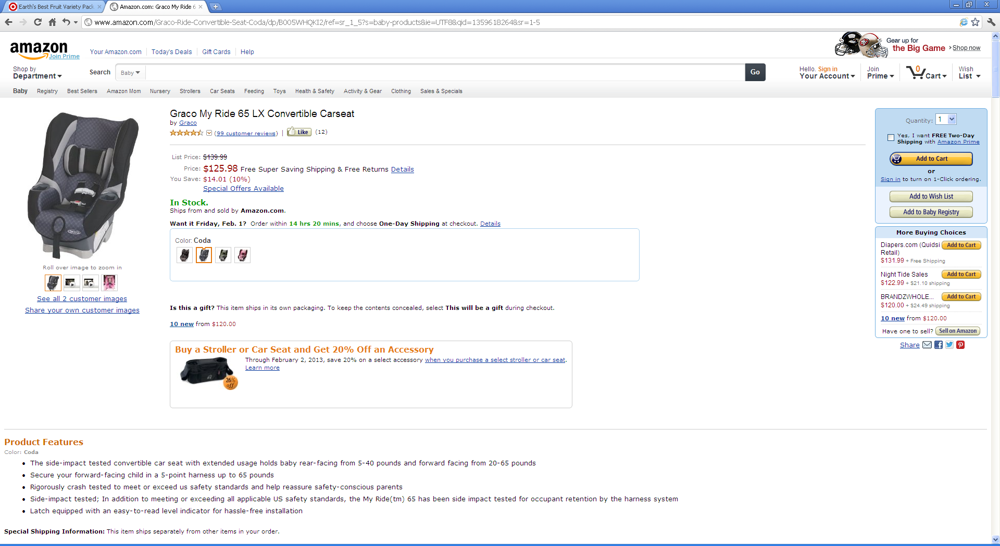 Earth's Best Fruit Variety Pack
Amazon.com: Graco My Ride 6
www.amazon.com/Graco-Ride-Convertible-Seat-Coda/dp/B005WHQKI2/ref=sr_1_5?s=baby-products&ie=UTF8&qid=1359618264&sr=1-5
amazon
Join Prime
Your Amazon.com
Today's Deals
Gift Cards
Help
Gear up for
the Big Game
Shop now
Shop by
Department
Search
Baby
Go
Hello. Sign in
Your Account
Join
Prime
0
Cart
Wish
List
Baby
Registry
Best Sellers
Amazon Mom
Nursery
Strollers
Car Seats
Feeding
Toys
Health & Safety
Activity & Gear
Clothing
Sales & Specials
GRACO
Roll over image to zoom in
See all 2 customer images
Share your own customer images
Graco My Ride 65 LX Convertible Carseat
by Graco
(99 customer reviews) | Like (12)
List Price: $139.99
Price: $125.98 Free Super Saving Shipping & Free Returns Details
You Save: $14.01 (10%)
Special Offers Available
In Stock.
Ships from and sold by Amazon.com.
Want it Friday, Feb. 1? Order within 14 hrs 20 mins, and choose One-Day Shipping at checkout. Details
Color: Coda
Is this a gift? This item ships in its own packaging. To keep the contents concealed, select This will be a gift during checkout.
10 new from $120.00
Buy a Stroller or Car Seat and Get 20% Off an Accessory
Through February 2, 2013, save 20% on a select accessory when you purchase a select stroller or car seat.
Learn more
26%
off
Quantity: 1
Yes, I want FREE Two-Day
Shipping with Amazon Prime
Add to Cart
or
Sign in to turn on 1-Click ordering.
Add to Wish List
Add to Baby Registry
More Buying Choices
Diapers.com (Quidsi Retail)
Add to Cart
$131.99 + Free Shipping
Night Tide Sales
Add to Cart
$122.99 + $21.10 shipping
BRANDZWHOLE...
Add to Cart
$120.00 + $24.49 shipping
10 new from $120.00
Have one to sell? Sell on Amazon
Share
Product Features
Color: Coda
• The side-impact tested convertible car seat with extended usage holds baby rear-facing from 5-40 pounds and forward facing from 20-65 pounds
• Secure your forward-facing child in a 5-point harness up to 65 pounds
• Rigorously crash tested to meet or exceed us safety standards and help reassure safety-conscious parents
• Side-impact tested; In addition to meeting or exceeding all applicable US safety standards, the My Ride(tm) 65 has been side impact tested for occupant retention by the harness system
• Latch equipped with an easy-to-read level indicator for hassle-free installation
Special Shipping Information: This item ships separately from other items in your order.